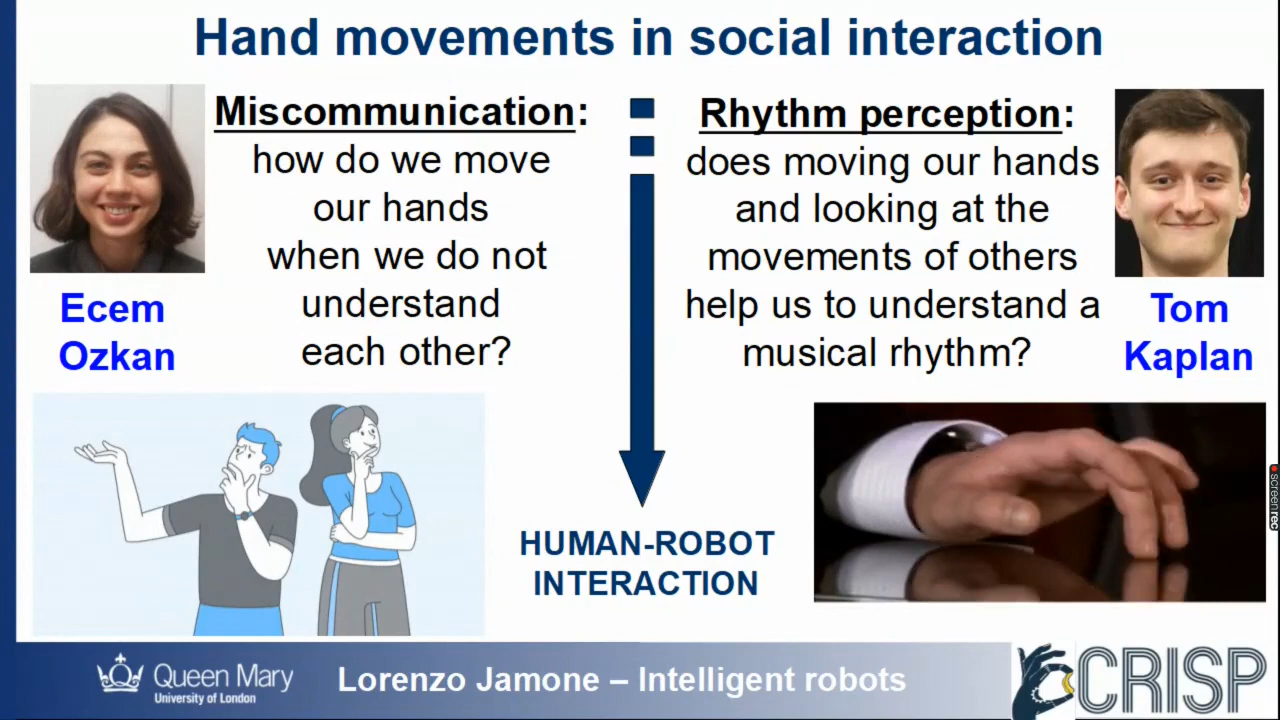 Hand movements in social interaction
Miscommunication:
how do we move
our hands
when we do not
understand
each other?
Ecem
Ozkan
Rhythm perception:
does moving our hands
and looking at the
movements of others
help us to understand a
musical rhythm?
Tom
Kaplan
HUMAN-ROBOT
INTERACTION
Queen Mary
University of London
Lorenzo Jamone – Intelligent robots
CRISP
screenrec